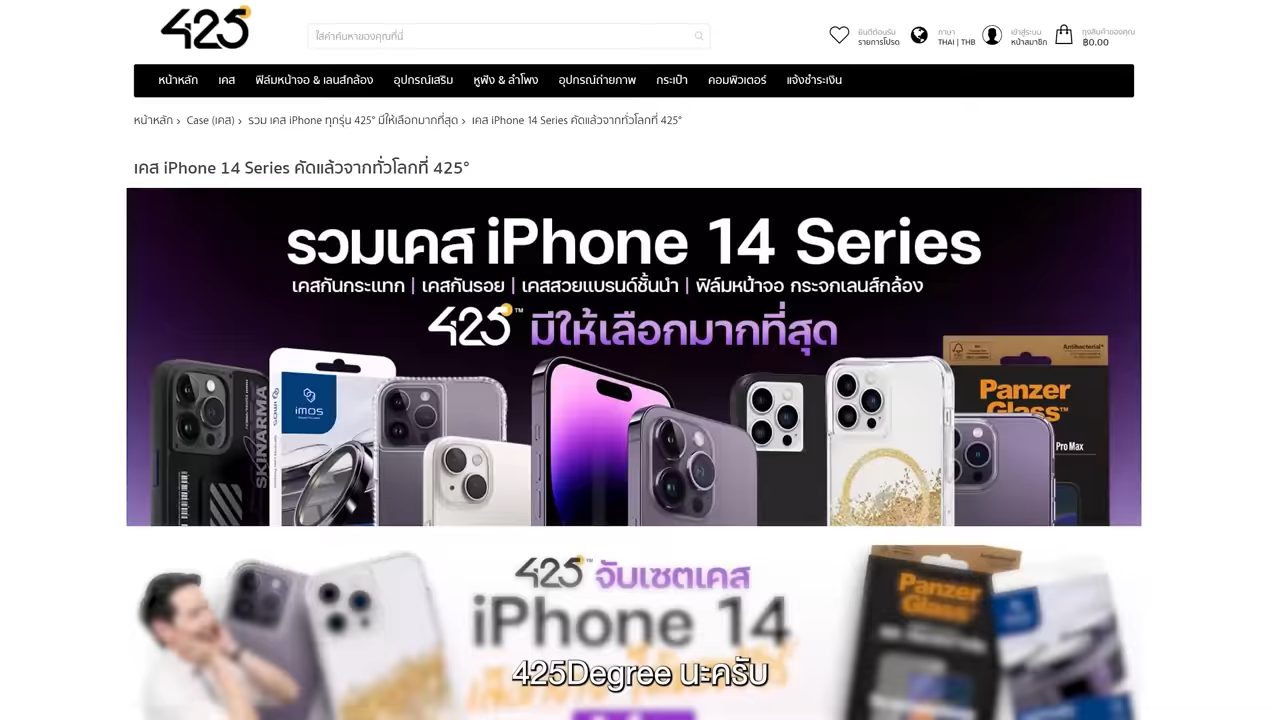 425°
ใส่คำค้นหาของคุณที่นี่
ยินดีต้อนรับ
รายการโปรด
ภาษา
THAI | THB
เข้าสู่ระบบ
หน้าสมาชิก
ถุงสินค้าของคุณ
฿0.00
หน้าหลัก เคส ฟิล์มหน้าจอ & เลนส์กล้อง อุปกรณ์เสริม หูฟัง & ลำโพง อุปกรณ์ถ่ายภาพ กระเป๋า คอมพิวเตอร์ แจ้งชำระเงิน
หน้าหลัก › Case (เคส) › รวม เคส iPhone ทุกรุ่น 425° มีให้เลือกมากที่สุด › เคส iPhone 14 Series คัดแล้วจากทั่วโลกที่ 425°
เคส iPhone 14 Series คัดแล้วจากทั่วโลกที่ 425°
รวมเคส iPhone 14 Series
เคสกันกระแทก | เคสกันรอย | เคสสวยแบรนด์ชั้นนำ | ฟิล์มหน้าจอ กระจกเลนส์กล้อง
425™ มีให้เลือกมากที่สุด
SKINARMA
imos
imos
Antibacterial
Panzer
Glass™
Pro Max
425™ จับเซตเคส
iPhone 14
Panzer
Glass
425Degree นะครับ